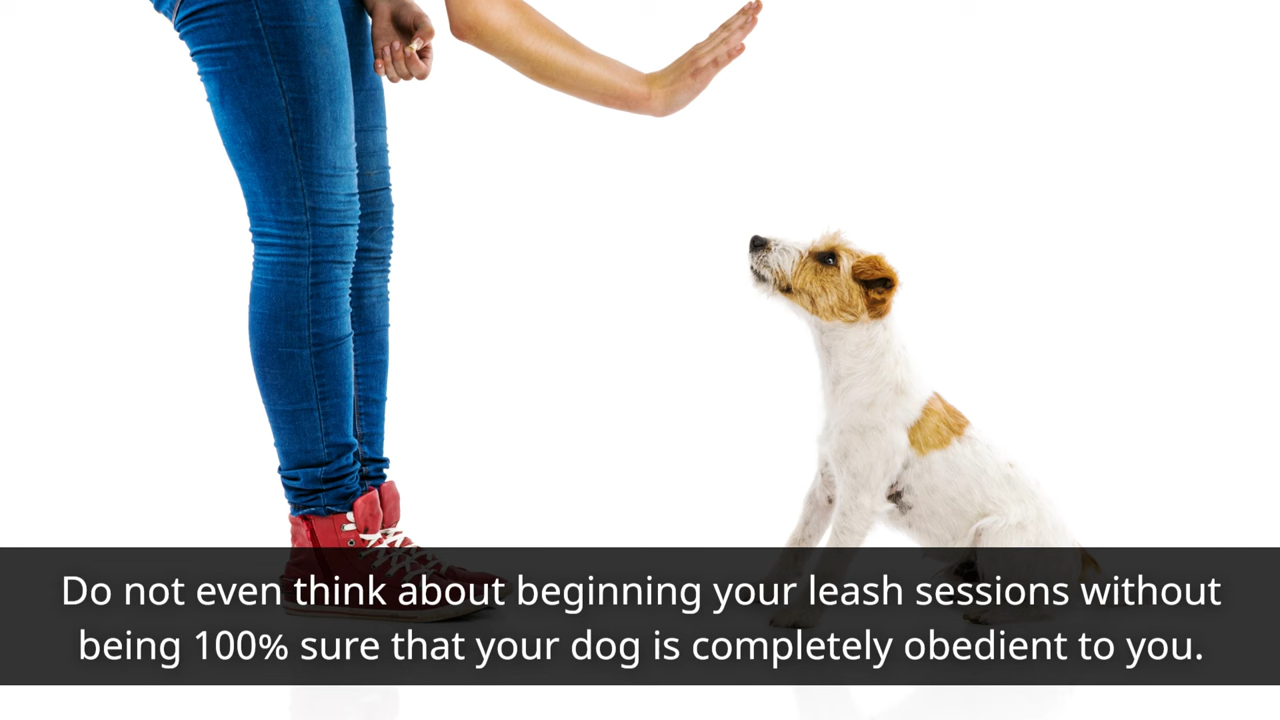 Do not even think about beginning your leash sessions without
being 100% sure that your dog is completely obedient to you.